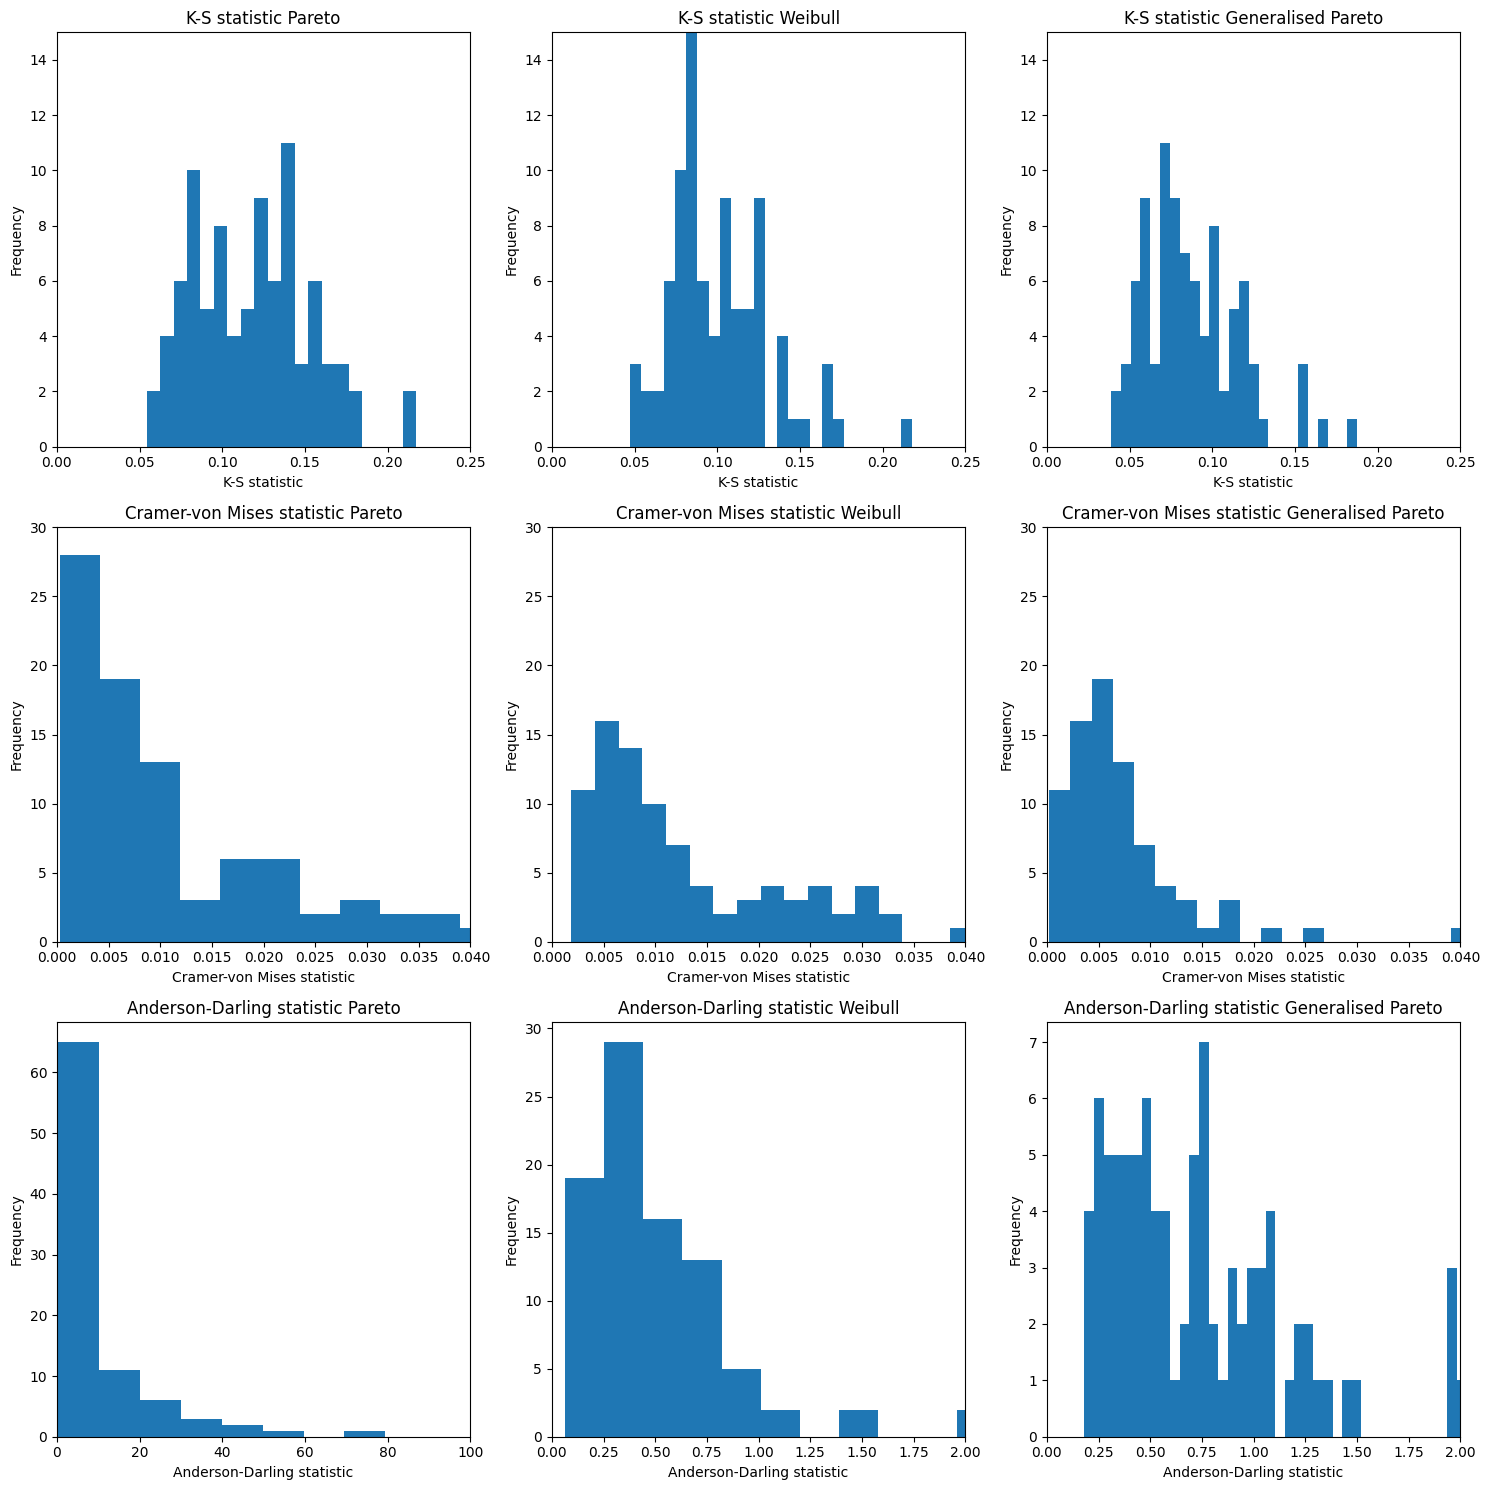 K-S statistic Pareto
14
12
10
8
6
4
2
0
Frequency
0.00 0.05 0.10 0.15 0.20 0.25
K-S statistic
K-S statistic Weibull
14
12
10
8
6
4
2
0
Frequency
0.00 0.05 0.10 0.15 0.20 0.25
K-S statistic
K-S statistic Generalised Pareto
14
12
10
8
6
4
2
0
Frequency
0.00 0.05 0.10 0.15 0.20 0.25
K-S statistic
Cramer-von Mises statistic Pareto
30
25
20
15
10
5
0
Frequency
0.000 0.005 0.010 0.015 0.020 0.025 0.030 0.035 0.040
Cramer-von Mises statistic
Cramer-von Mises statistic Weibull
30
25
20
15
10
5
0
Frequency
0.000 0.005 0.010 0.015 0.020 0.025 0.030 0.035 0.040
Cramer-von Mises statistic
Cramer-von Mises statistic Generalised Pareto
30
25
20
15
10
5
0
Frequency
0.000 0.005 0.010 0.015 0.020 0.025 0.030 0.035 0.040
Cramer-von Mises statistic
Anderson-Darling statistic Pareto
60
50
40
30
20
10
0
Frequency
0 20 40 60 80 100
Anderson-Darling statistic
Anderson-Darling statistic Weibull
30
25
20
15
10
5
0
Frequency
0.00 0.25 0.50 0.75 1.00 1.25 1.50 1.75 2.00
Anderson-Darling statistic
Anderson-Darling statistic Generalised Pareto
7
6
5
4
3
2
1
0
Frequency
0.00 0.25 0.50 0.75 1.00 1.25 1.50 1.75 2.00
Anderson-Darling statistic